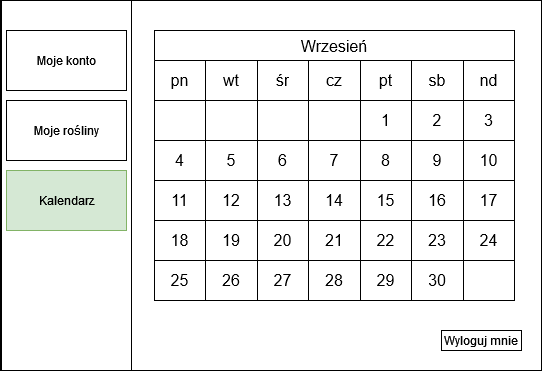 Moje konto
Moje rośliny
Kalendarz
Wrzesień
pn wt śr cz pt sb nd
1 2 3
4 5 6 7 8 9 10
11 12 13 14 15 16 17
18 19 20 21 22 23 24
25 26 27 28 29 30
Wyloguj mnie